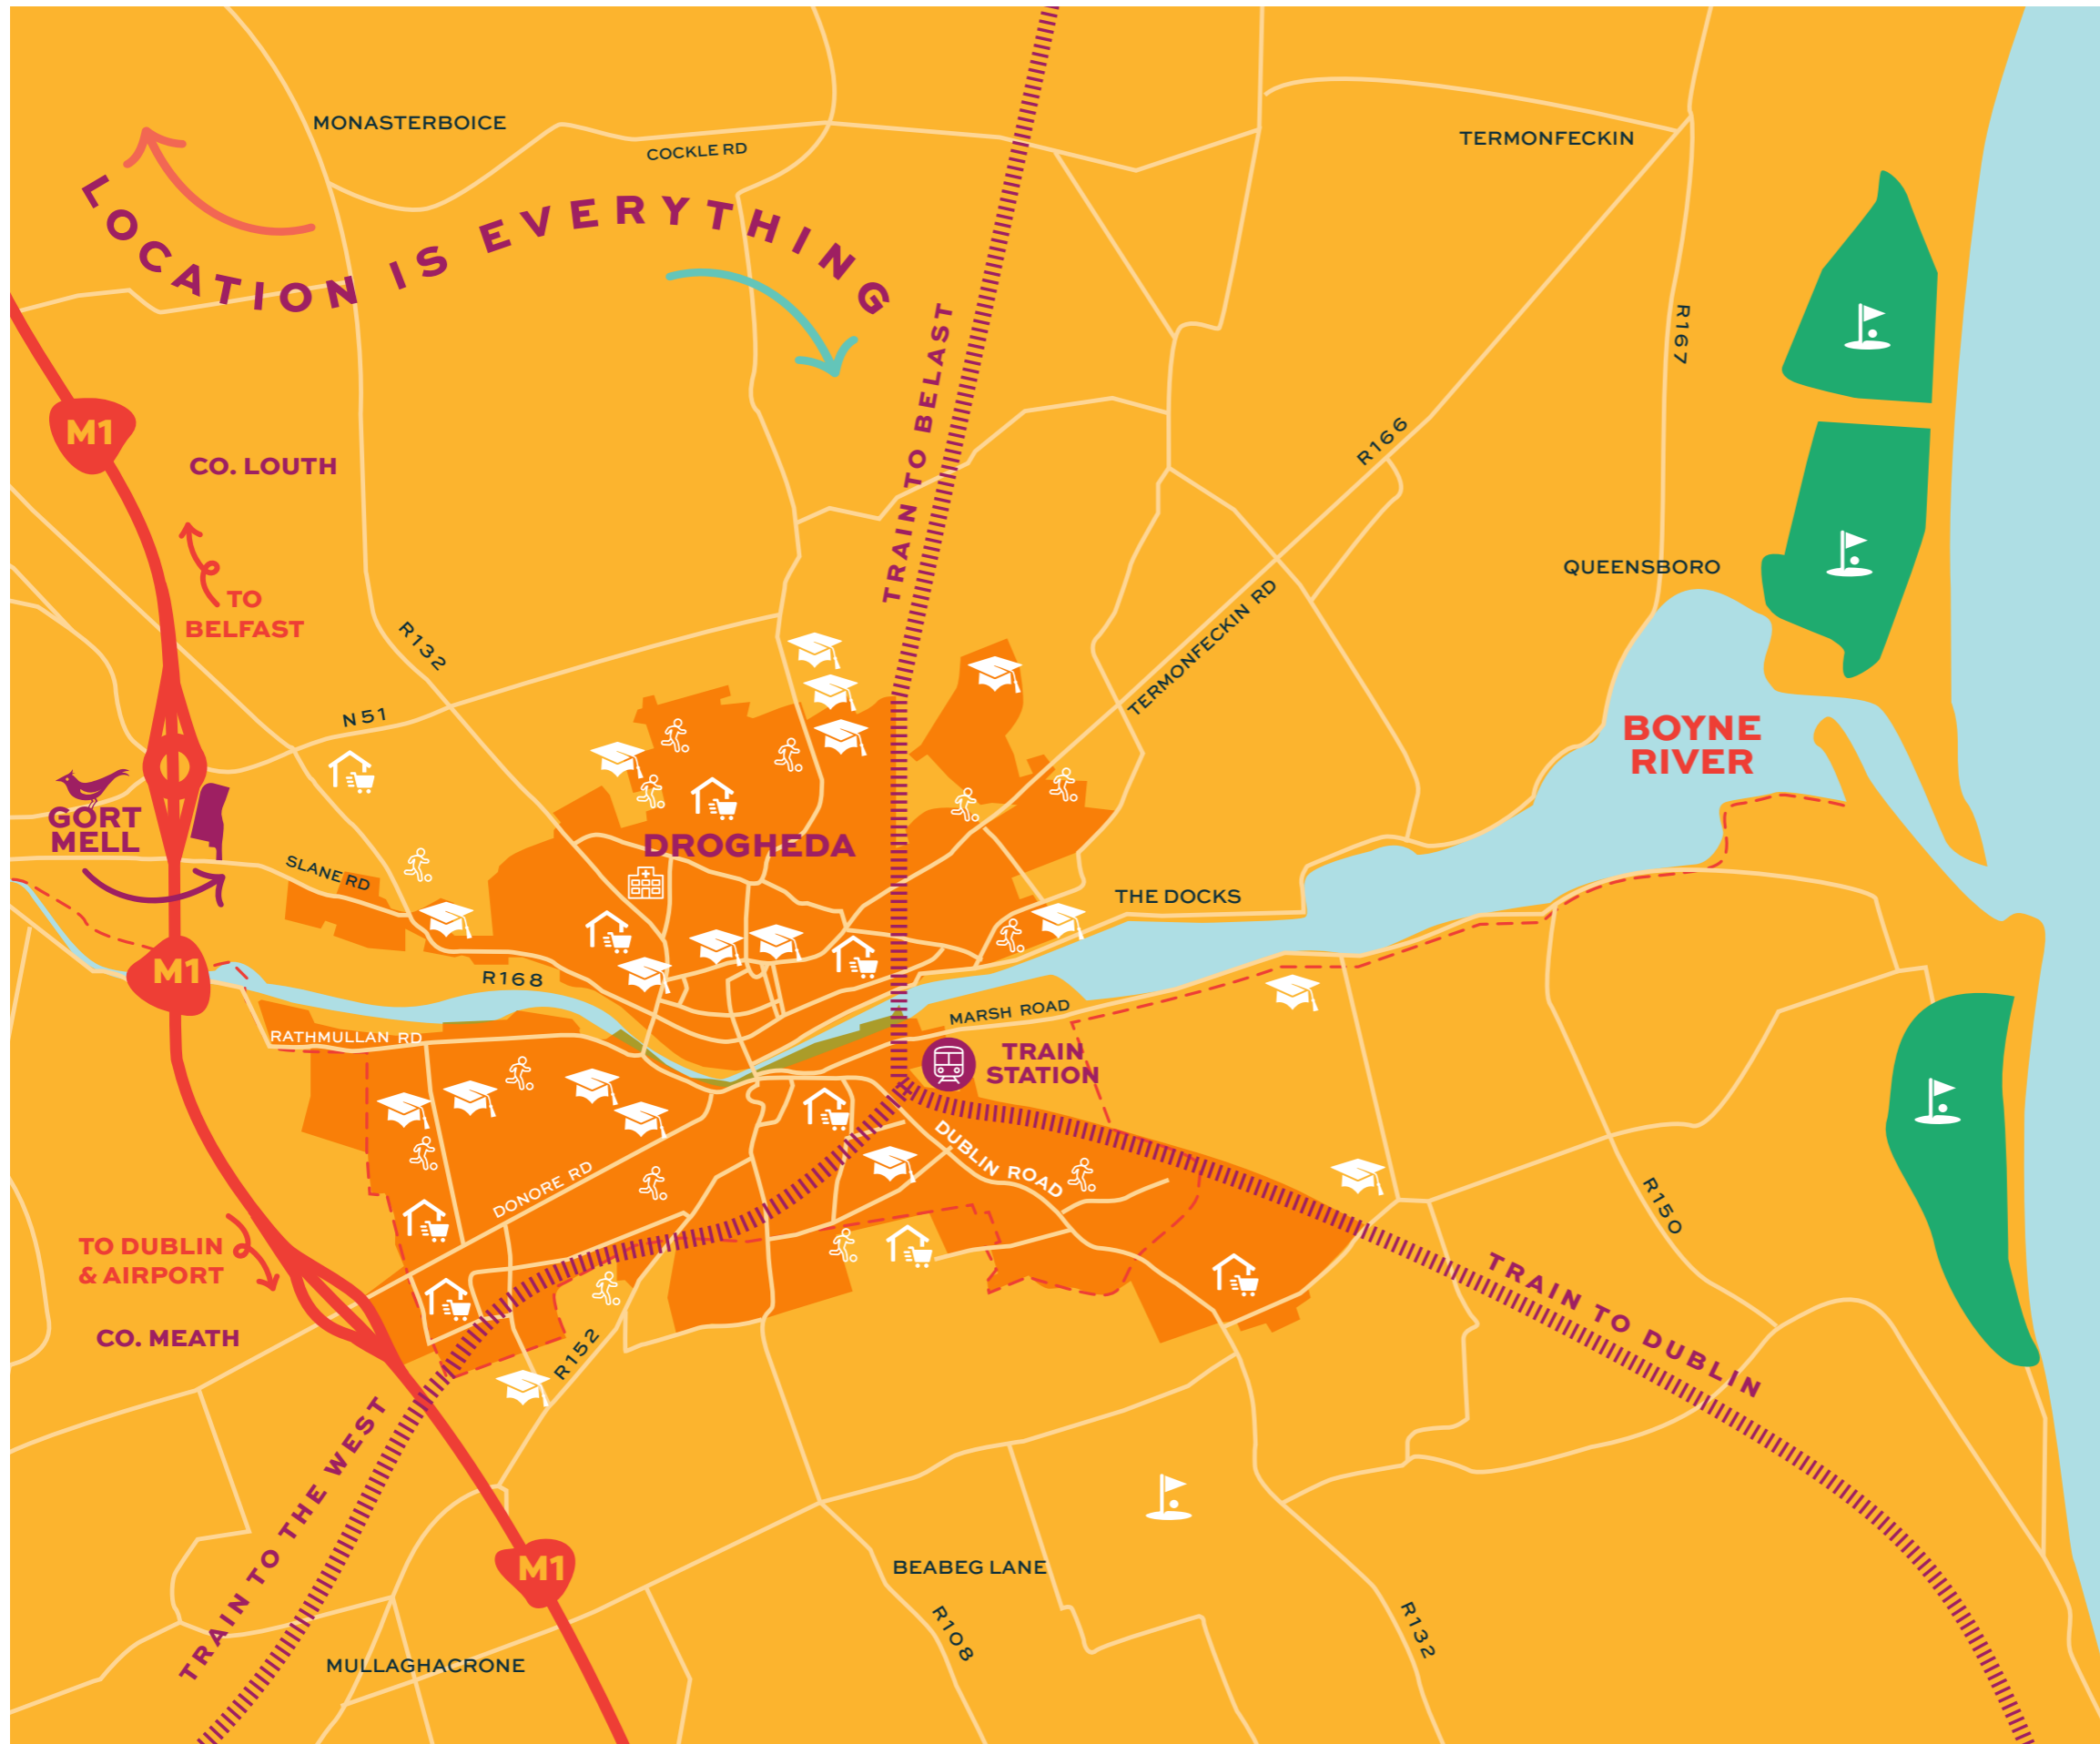 MONASTERBOICE
COCKLE RD
TERMONFECKIN
LOCATION IS EVERYTHING
R167
TRAIN TO BELAST
M1
CO. LOUTH
R166
TO
BELFAST
QUEENSBORO
R132
TERMONFECKIN RD
N51
BOYNE
RIVER
GORT
MELL
DROGHEDA
SLANE RD
THE DOCKS
M1
R168
MARSH ROAD
RATHMULLAN RD
TRAIN
STATION
DUBLIN ROAD
DONORE RD
R150
TO DUBLIN
& AIRPORT
TRAIN TO DUBLIN
CO. MEATH
R152
TRAIN TO THE WEST
M1
BEABEG LANE
R108
R132
MULLAGHACRONE